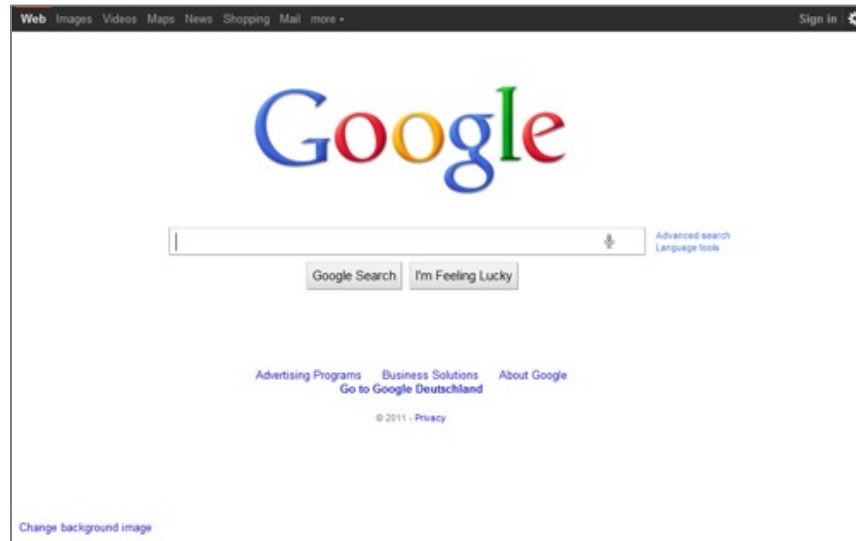 Web Images Videos Maps News Shopping Mail more Sign in
Google
Advanced search
Language tools
Google Search I'm Feeling Lucky
Advertising Programs Business Solutions About Google
Go to Google Deutschland
© 2011 - Privacy
Change background image